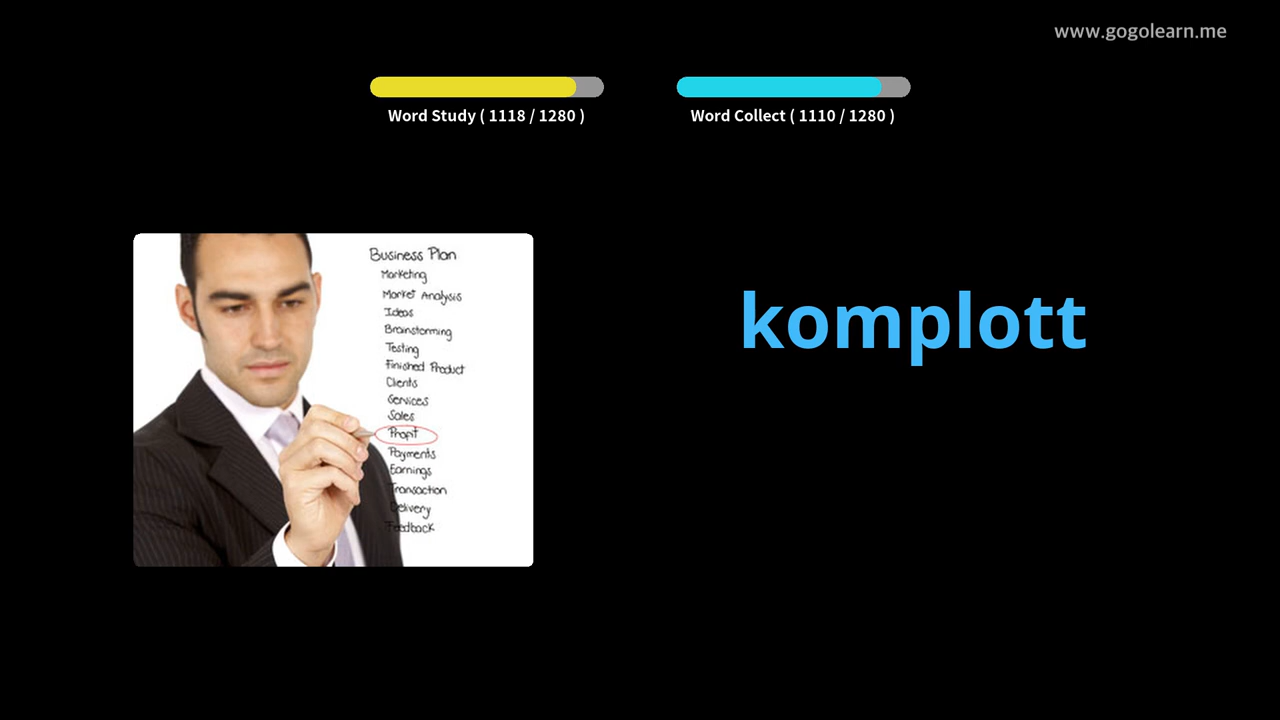 www.gogolearn.me
Word Study ( 1118 / 1280 )
Word Collect ( 1110 / 1280 )
Business Plan
Marketing
Market Analysis
Ideas
Brainstorming
Testing
Finished Product
Clients
Services
Sales
Profit
Payments
Earnings
Transaction
Delivery
Feedback
komplott